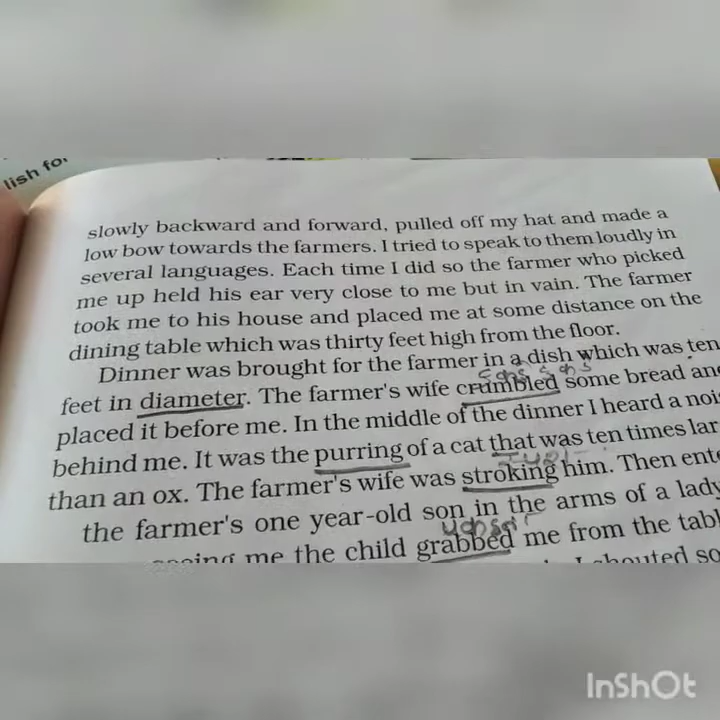 lish for
slowly backward and forward, pulled off my hat and made a
low bow towards the farmers. I tried to speak to them loudly in
several languages. Each time I did so the farmer who picked
me up held his ear very close to me but in vain. The farmer
took me to his house and placed me at some distance on the
dining table which was thirty feet high from the floor.
Dinner was brought for the farmer in a dish which was ten
feet in diameter. The farmer's wife crumbled some bread and
placed it before me. In the middle of the dinner I heard a noi
behind me. It was the purring of a cat that was ten times lar
than an ox. The farmer's wife was stroking him. Then ente
the farmer's one year-old son in the arms of a lady
seeing me the child grabbed me from the tabl
I shouted so
InShOt